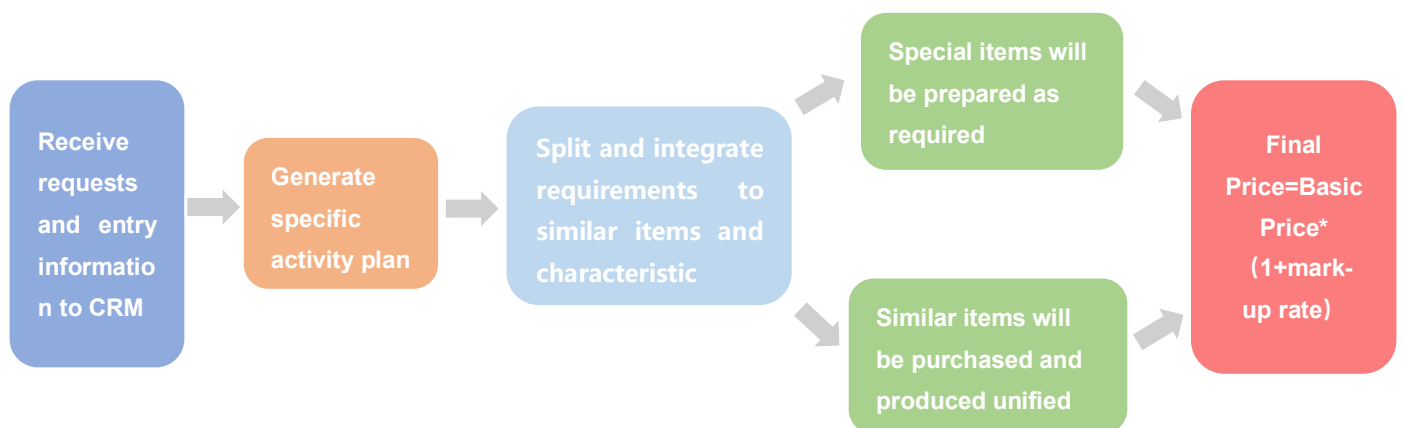 Receive
requests
and entry
informatio
n to CRM
Generate
specific
activity plan
Split and integrate
requirements to
similar items and
characteristic
Special items will
be prepared as
required
Similar items will
be purchased and
produced unified
Final
Price=Basic
Price*
（1+mark-
up rate）